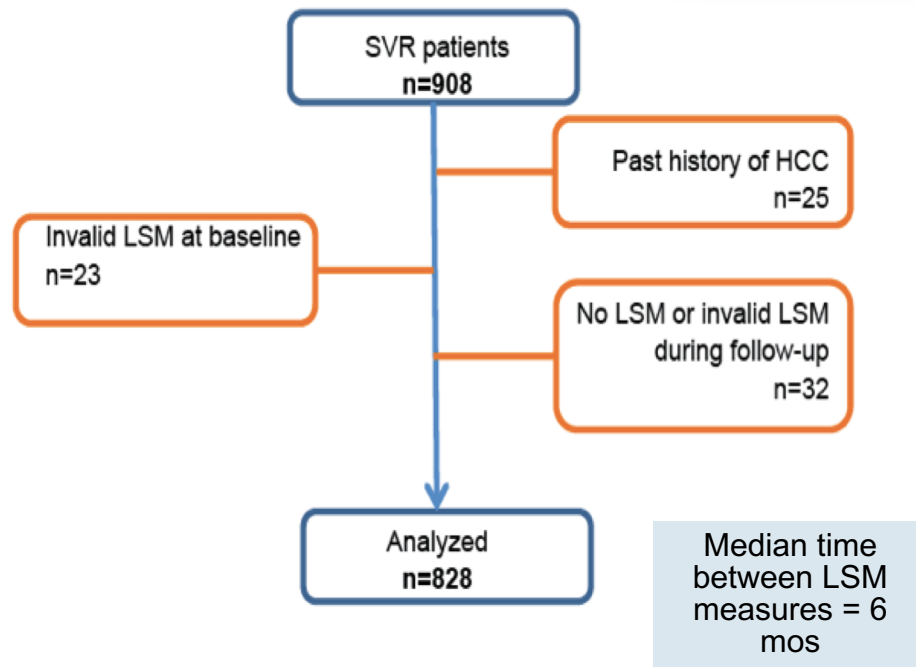 SVR patients
n=908
Past history of HCC
n=25
Invalid LSM at baseline
n=23
No LSM or invalid LSM
during follow-up
n=32
Analyzed
n=828
Median time
between LSM
measures = 6
mos